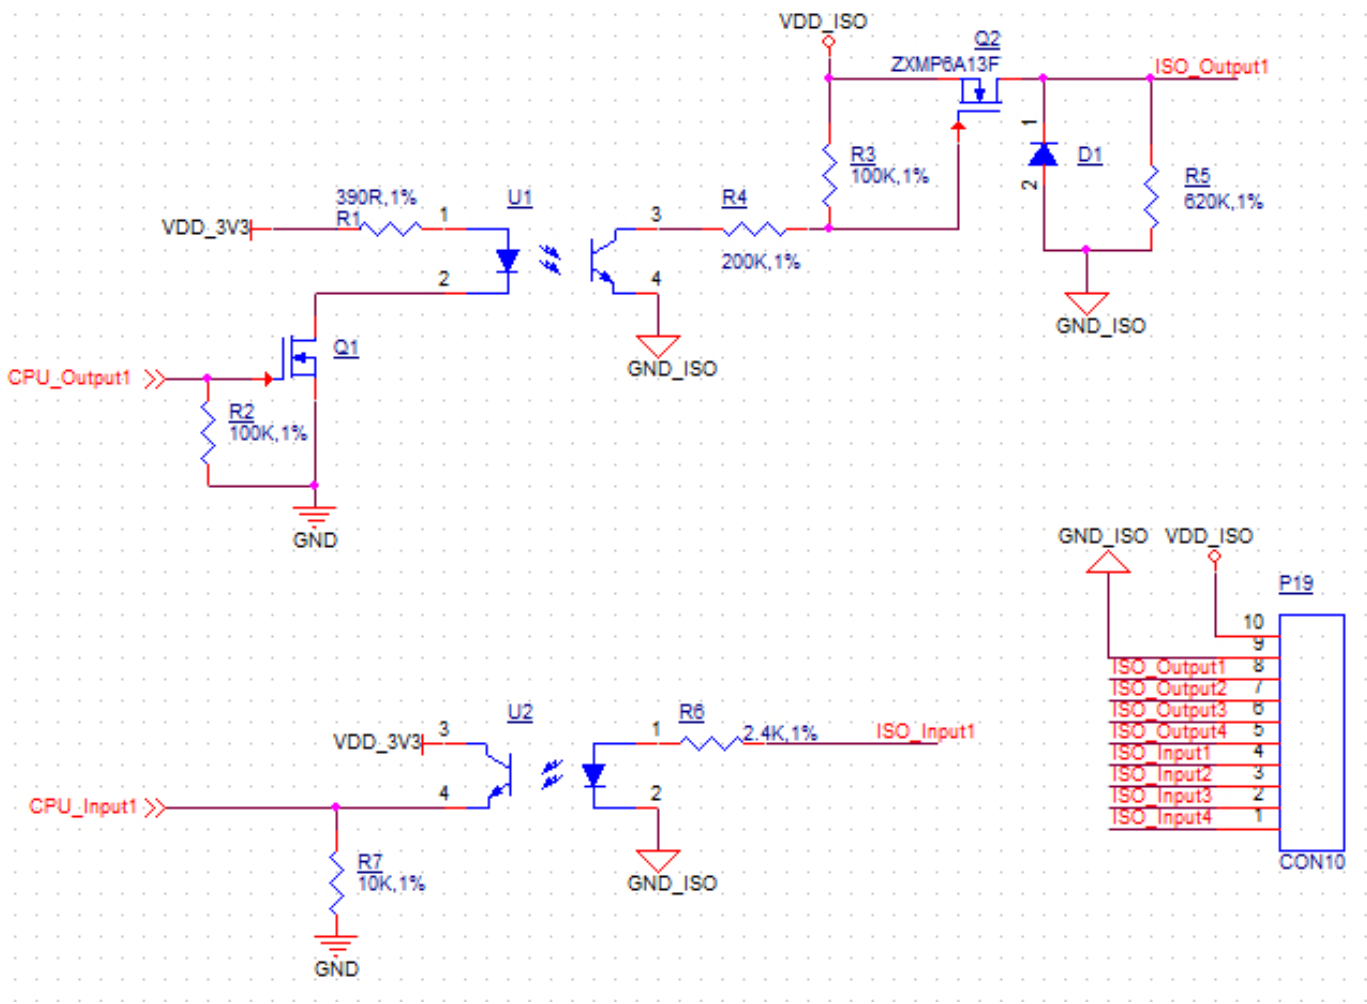 VDD_ISO
Q2
ZXMP6A13F
ISO_Output1
1
D1
2
R3
100K,1%
R5
620K,1%
390R,1%
R1
VDD_3V3
1
U1
2
3
4
R4
200K,1%
GND_ISO
GND_ISO
CPU_Output1
Q1
R2
100K,1%
GND
GND_ISO
VDD_ISO
P19
10
9
ISO_Output1 8
ISO_Output2 7
ISO_Output3 6
ISO_Output4 5
ISO_Input1 4
ISO_Input2 3
ISO_Input3 2
ISO_Input4 1
CON10
VDD_3V3
3
U2
4
1
2
R6
2.4K,1%
ISO_Input1
GND_ISO
CPU_Input1
R7
10K,1%
GND